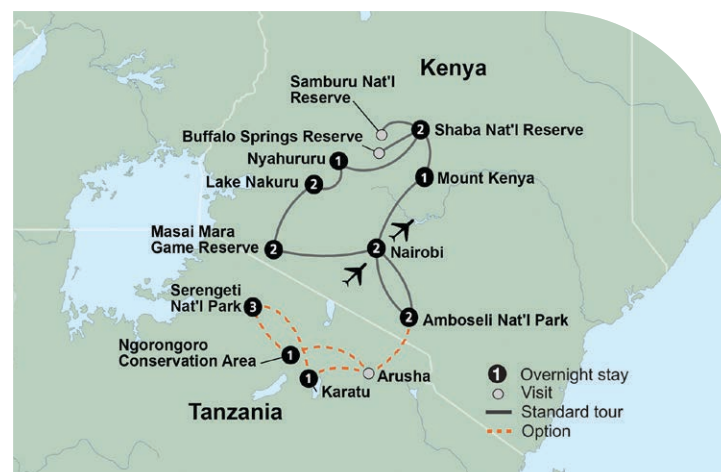 Kenya
Samburu Nat'l
Reserve
2
Shaba Nat'l Reserve
Buffalo Springs Reserve
Nyahururu
1
Lake Nakuru
2
1
Mount Kenya
Masai Mara
Game Reserve
2
2
Nairobi
Serengeti
Nat'l Park
3
2
Amboseli Nat'l Park
Ngorongoro
Conservation Area
1
1
Karatu
Arusha
Tanzania
1 Overnight stay
Visit
Standard tour
Option